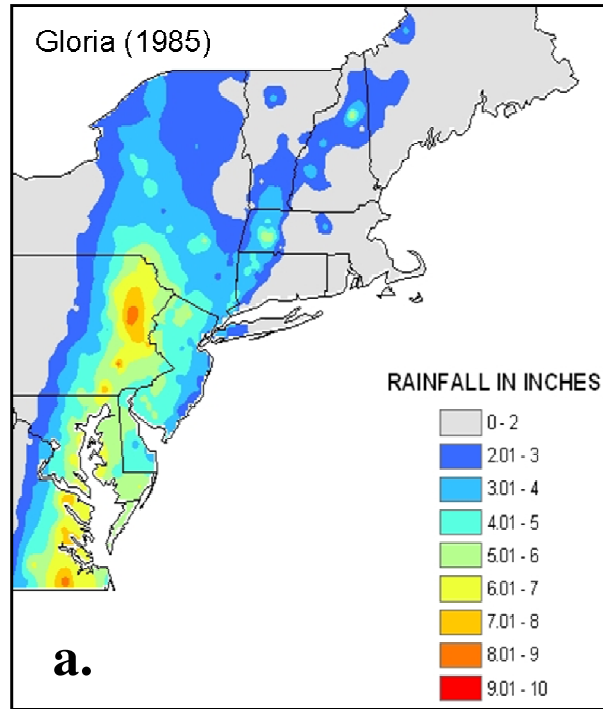 Gloria (1985)
RAINFALL IN INCHES
0 - 2
2.01 - 3
3.01 - 4
4.01 - 5
5.01 - 6
6.01 - 7
7.01 - 8
8.01 - 9
9.01 - 10
a.